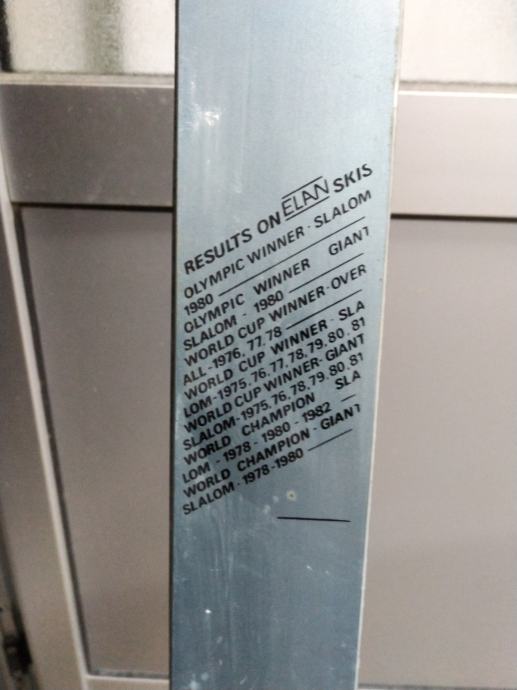 RESULTS ON ELAN SKIS
OLYMPIC WINNER - SLALOM
1980
OLYMPIC WINNER GIANT
SLALOM - 1980
WORLD CUP WINNER-OVER
ALL-1976, 77, 78
WORLD CUP WINNER - SLA
LOM-1975, 76, 77, 78, 79, 80, 81
WORLD CUP WINNER-GIANT
SLALOM-1975, 76, 78, 79, 80, 81
WORLD CHAMPION SLA
LOM - 1978 - 1980 - 1982
WORLD CHAMPION - GIANT
SLALOM - 1978-1980